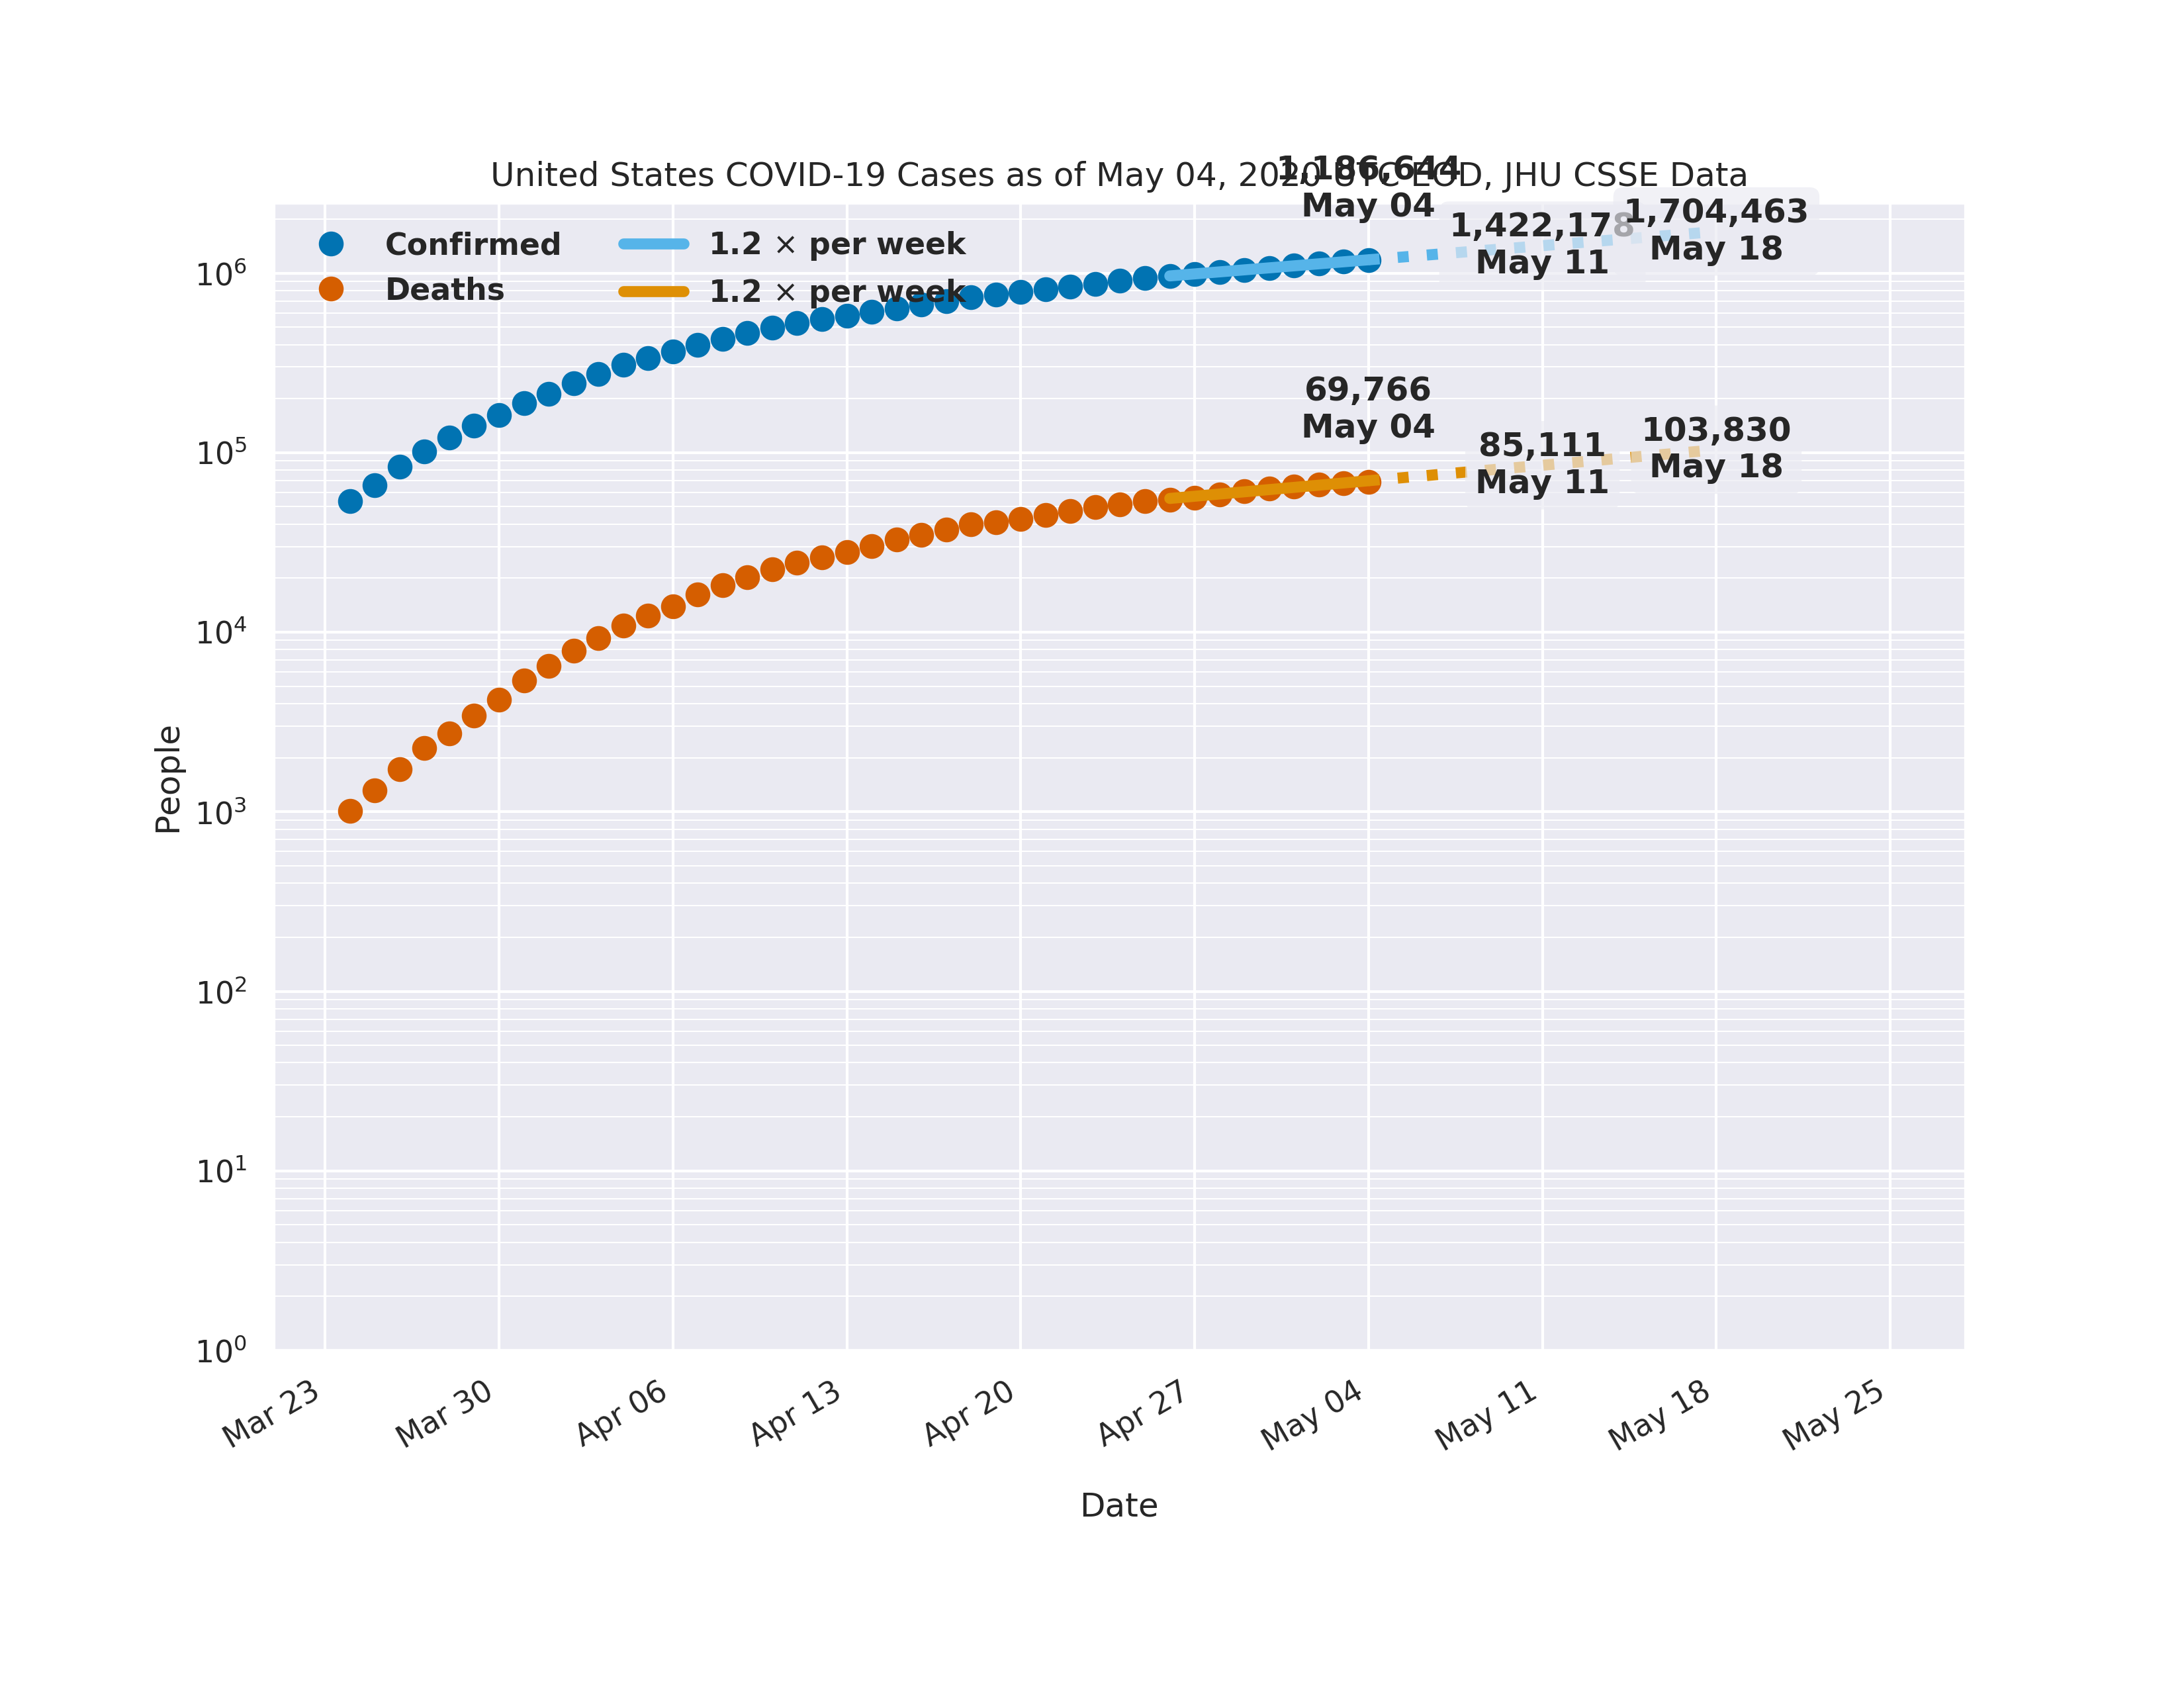 United States COVID-19 Cases as of May 04, 2020 UTC EOD, JHU CSSE Data
1,186,644
May 04
1,422,178
May 11
1,704,463
May 18
Confirmed
Deaths
1.2 × per week
1.2 × per week
69,766
May 04
85,111
May 11
103,830
May 18
People
10⁶
10⁵
10⁴
10³
10²
10¹
10⁰
Mar 23
Mar 30
Apr 06
Apr 13
Apr 20
Apr 27
May 04
May 11
May 18
May 25
Date